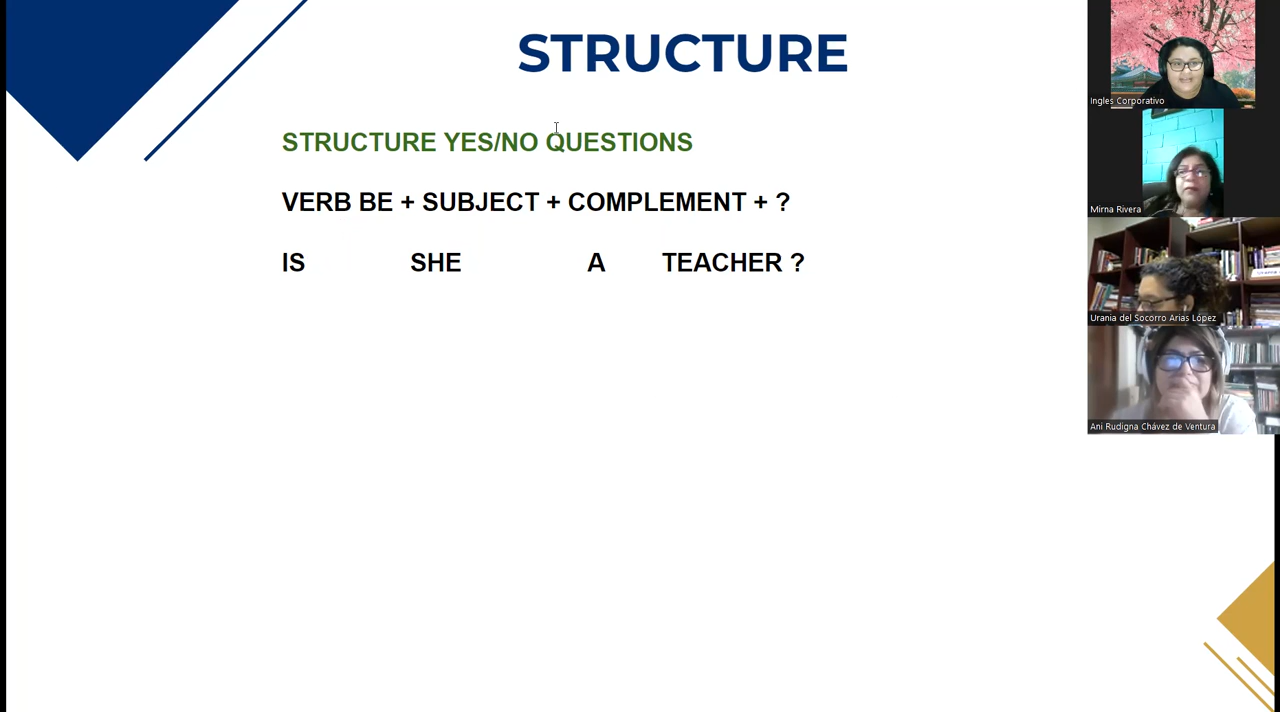 STRUCTURE
STRUCTURE YES/NO QUESTIONS
VERB BE + SUBJECT + COMPLEMENT + ?
IS SHE A TEACHER ?
Ingles Corporativo
Mirna Rivera
Urania del Socorro Arias López
Ani Rudigna Chávez de Ventura